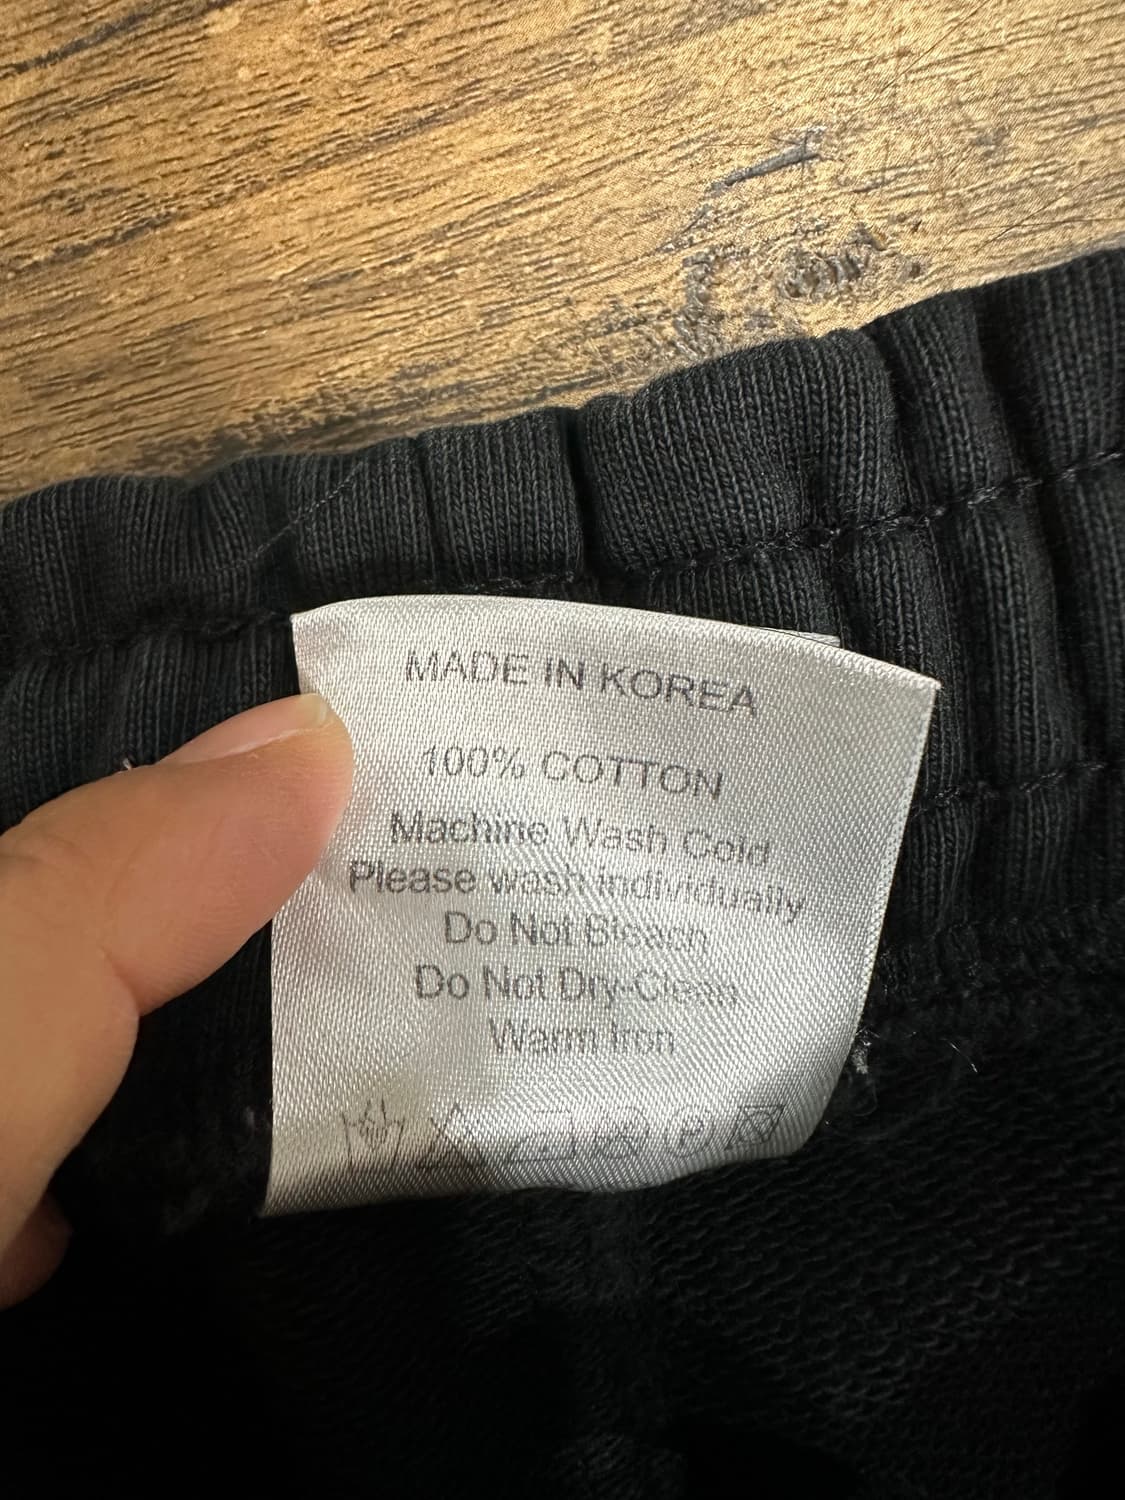 MADE IN KOREA
100% COTTON
Machine Wash Cold
Please wash individually
Do Not Bleach
Do Not Dry-Clean
Warm Iron